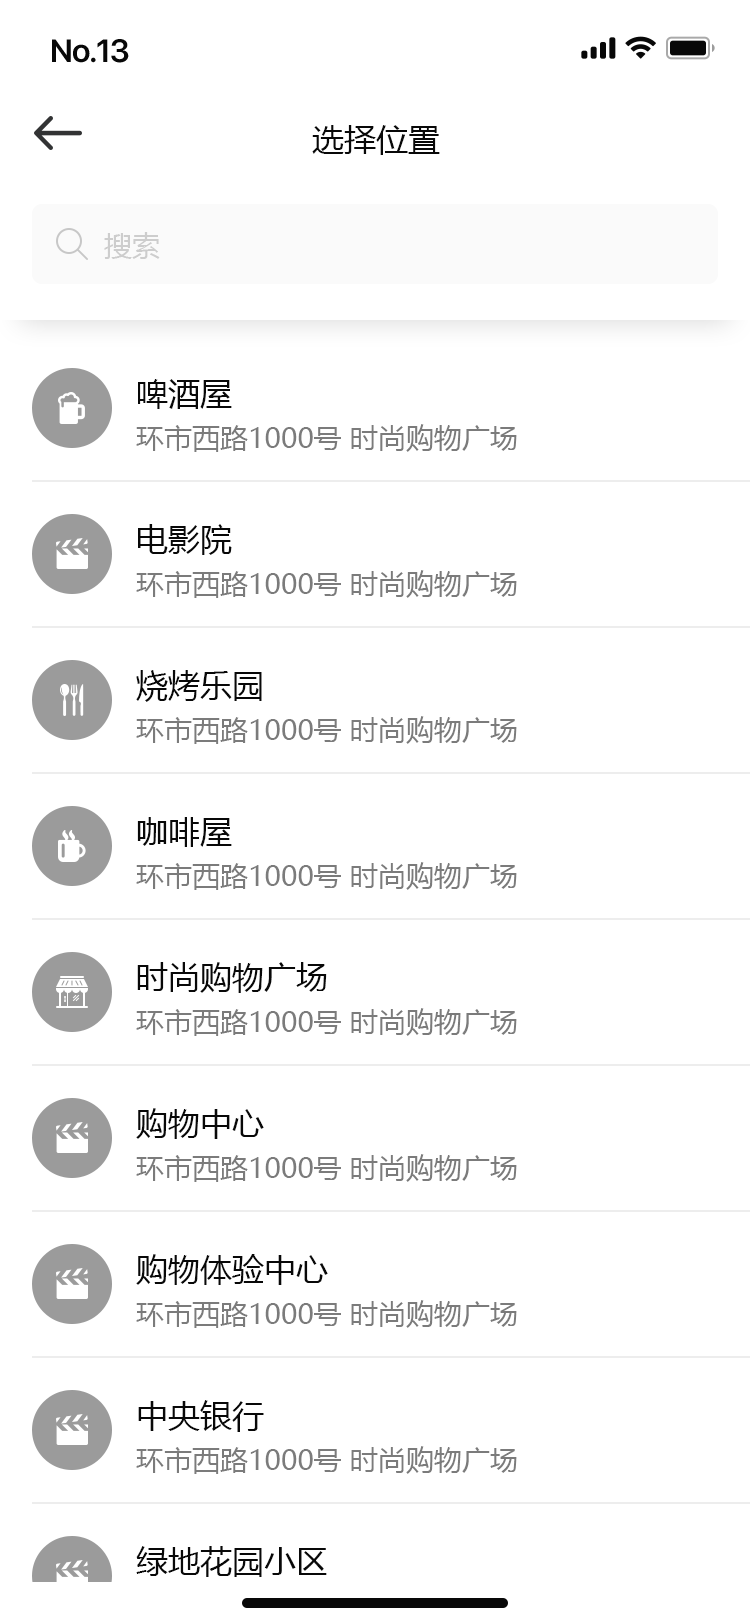 No.13
选择位置
搜索
啤酒屋
环市西路1000号 时尚购物广场
电影院
环市西路1000号 时尚购物广场
烧烤乐园
环市西路1000号 时尚购物广场
咖啡屋
环市西路1000号 时尚购物广场
时尚购物广场
环市西路1000号 时尚购物广场
购物中心
环市西路1000号 时尚购物广场
购物体验中心
环市西路1000号 时尚购物广场
中央银行
环市西路1000号 时尚购物广场
绿地花园小区